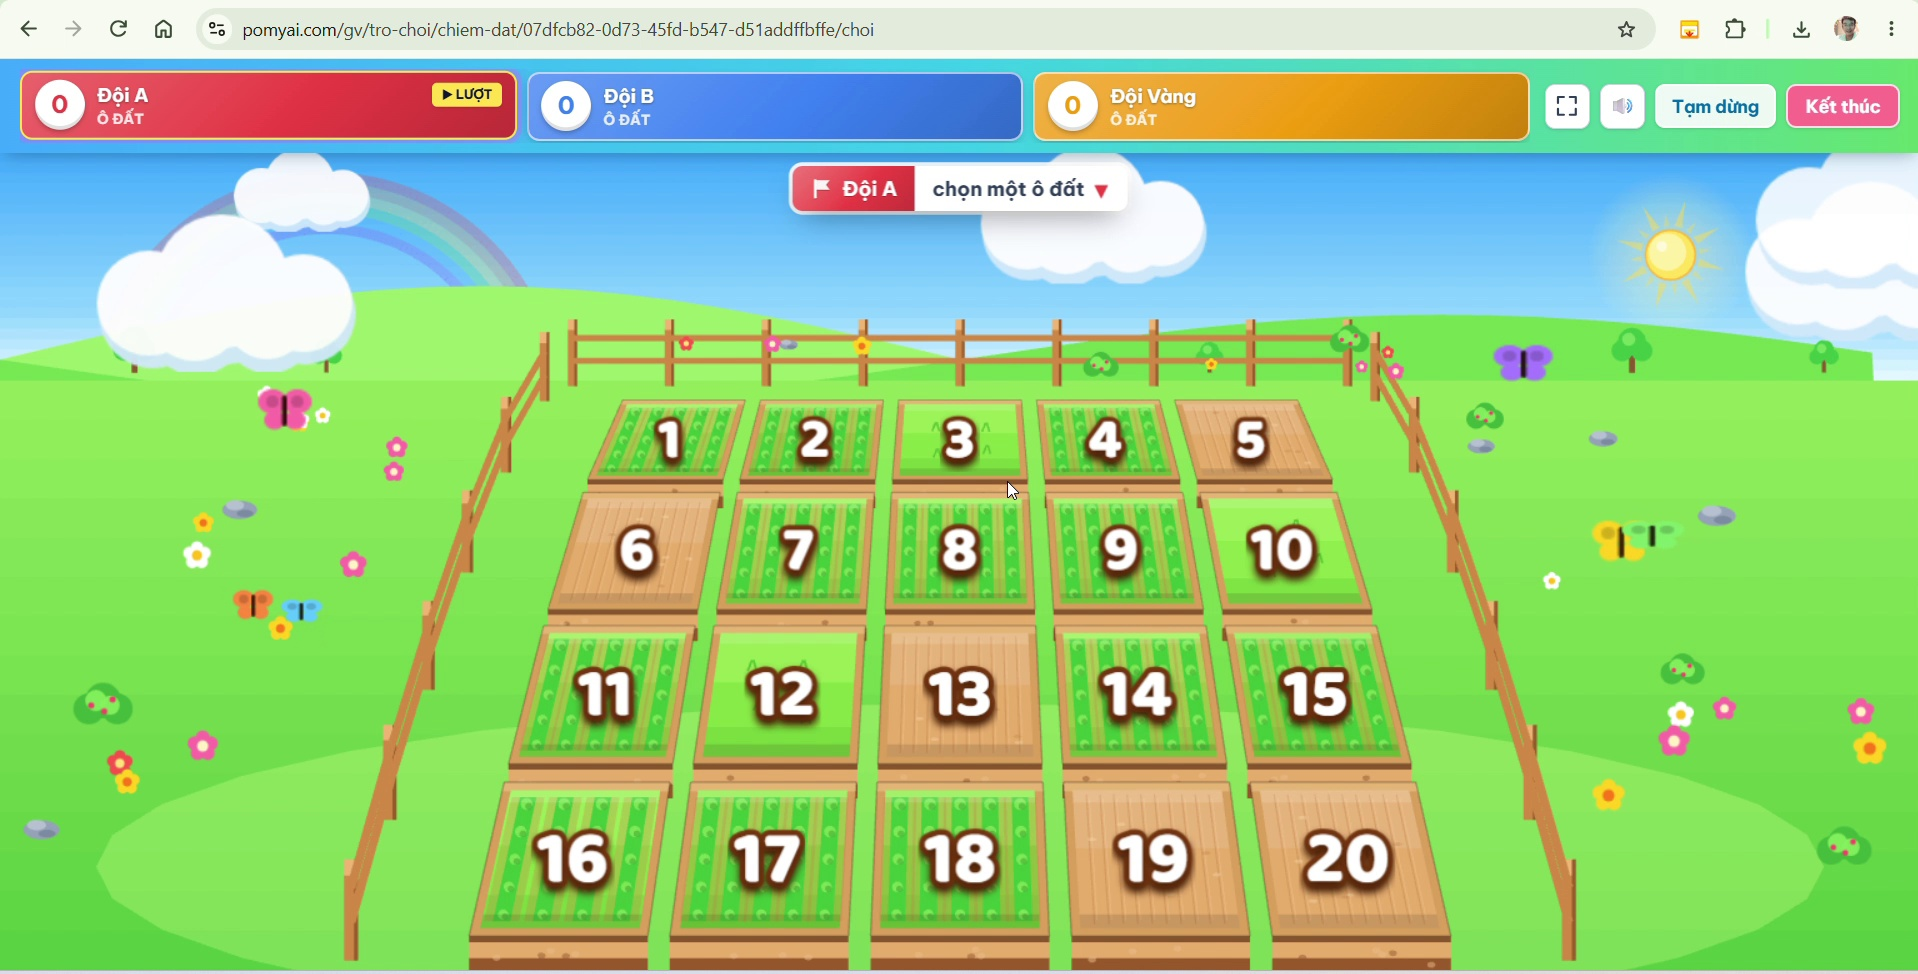 pomyai.com/gv/tro-choi/chiem-dat/07dfcb82-0d73-45fd-b547-d51addffbffe/choi
0 Đội A ▶ LƯỢT
Ô ĐẤT
0 Đội B
Ô ĐẤT
0 Đội Vàng
Ô ĐẤT
Tạm dừng
Kết thúc
Đội A chọn một ô đất ▼
1 2 3 4 5
6 7 8 9 10
11 12 13 14 15
16 17 18 19 20